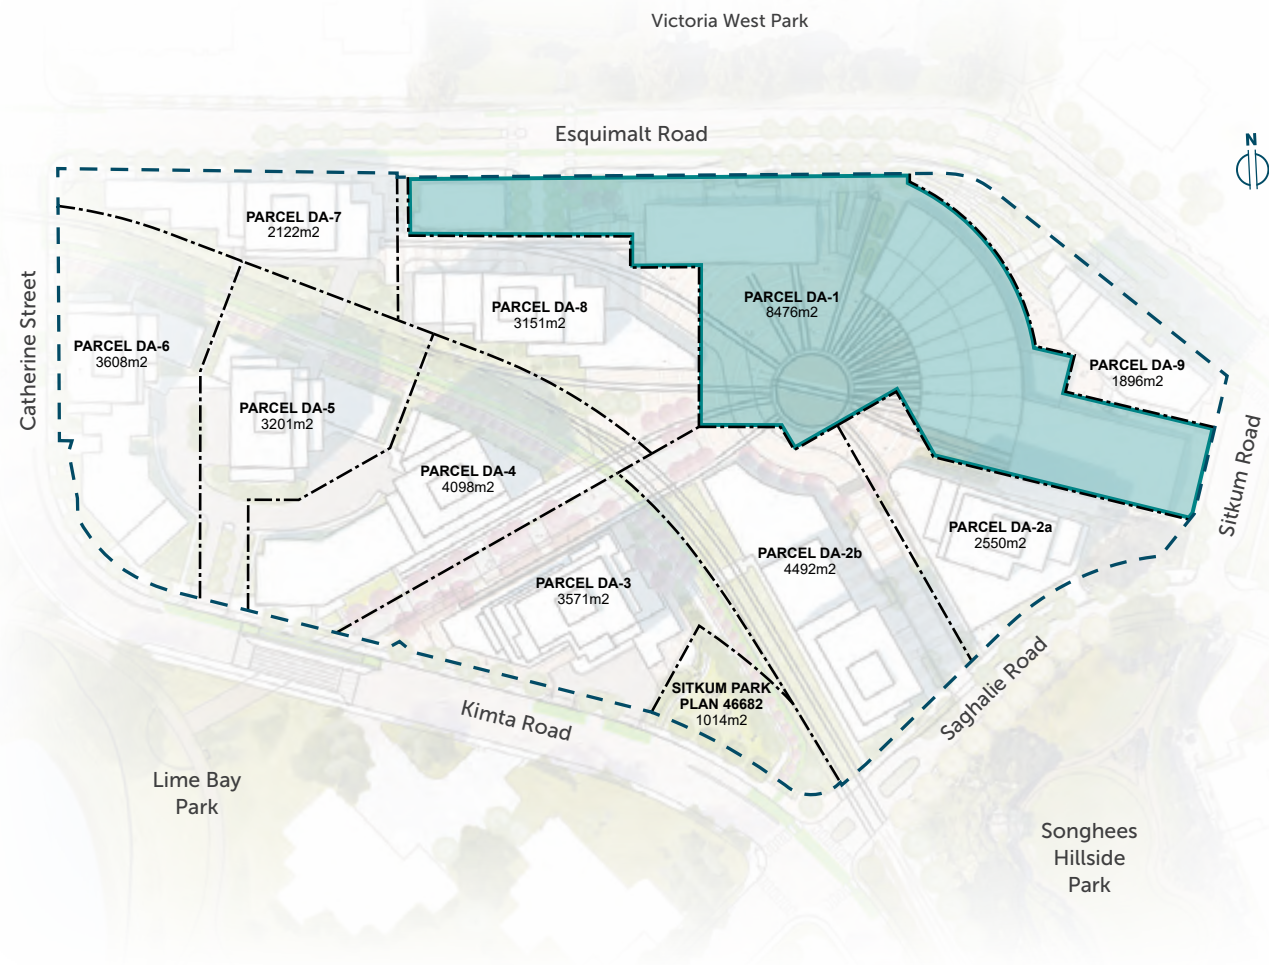 Victoria West Park
Esquimalt Road
N
PARCEL DA-7
2122m2
PARCEL DA-8
3151m2
PARCEL DA-1
8476m2
PARCEL DA-9
1896m2
Catherine Street
PARCEL DA-6
3608m2
PARCEL DA-5
3201m2
PARCEL DA-4
4098m2
Sitkum Road
PARCEL DA-2a
2550m2
PARCEL DA-2b
4492m2
PARCEL DA-3
3571m2
SITKUM PARK
PLAN 46682
1014m2
Saghalie Road
Kimta Road
Lime Bay
Park
Songhees
Hillside
Park